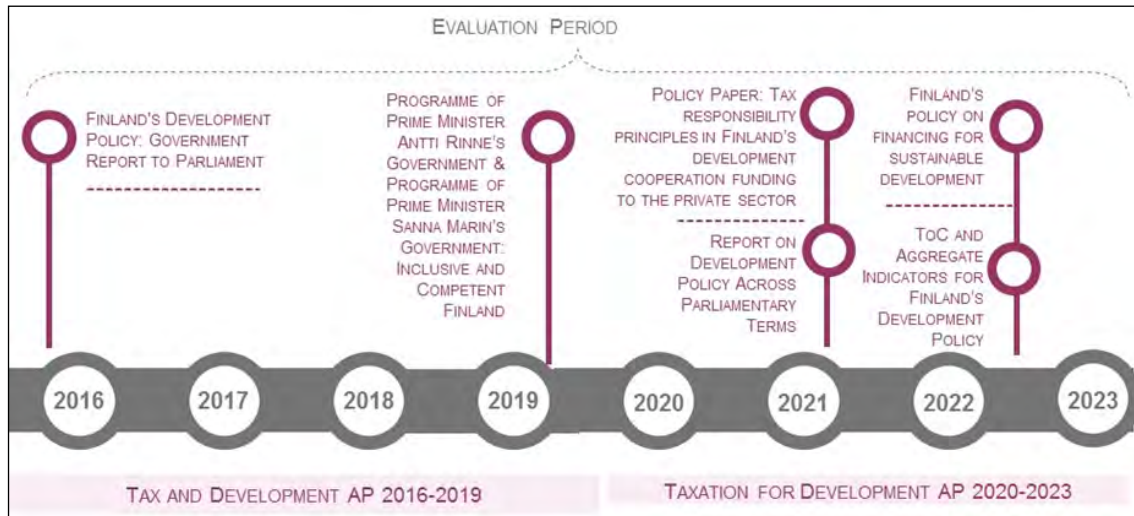 EVALUATION PERIOD
FINLAND'S DEVELOPMENT
POLICY: GOVERNMENT
REPORT TO PARLIAMENT
PROGRAMME OF
PRIME MINISTER
ANTTI RINNE'S
GOVERNMENT &
PROGRAMME OF
PRIME MINISTER
SANNA MARIN'S
GOVERNMENT:
INCLUSIVE AND
COMPETENT
FINLAND
POLICY PAPER: TAX
RESPONSIBILITY
PRINCIPLES IN FINLAND'S
DEVELOPMENT
COOPERATION FUNDING
TO THE PRIVATE SECTOR
REPORT ON
DEVELOPMENT
POLICY ACROSS
PARLIAMENTARY
TERMS
FINLAND'S
POLICY ON
FINANCING FOR
SUSTAINABLE
DEVELOPMENT
TOC AND
AGGREGATE
INDICATORS FOR
FINLAND'S
DEVELOPMENT
POLICY
2016 2017 2018 2019 2020 2021 2022 2023
TAX AND DEVELOPMENT AP 2016-2019
TAXATION FOR DEVELOPMENT AP 2020-2023